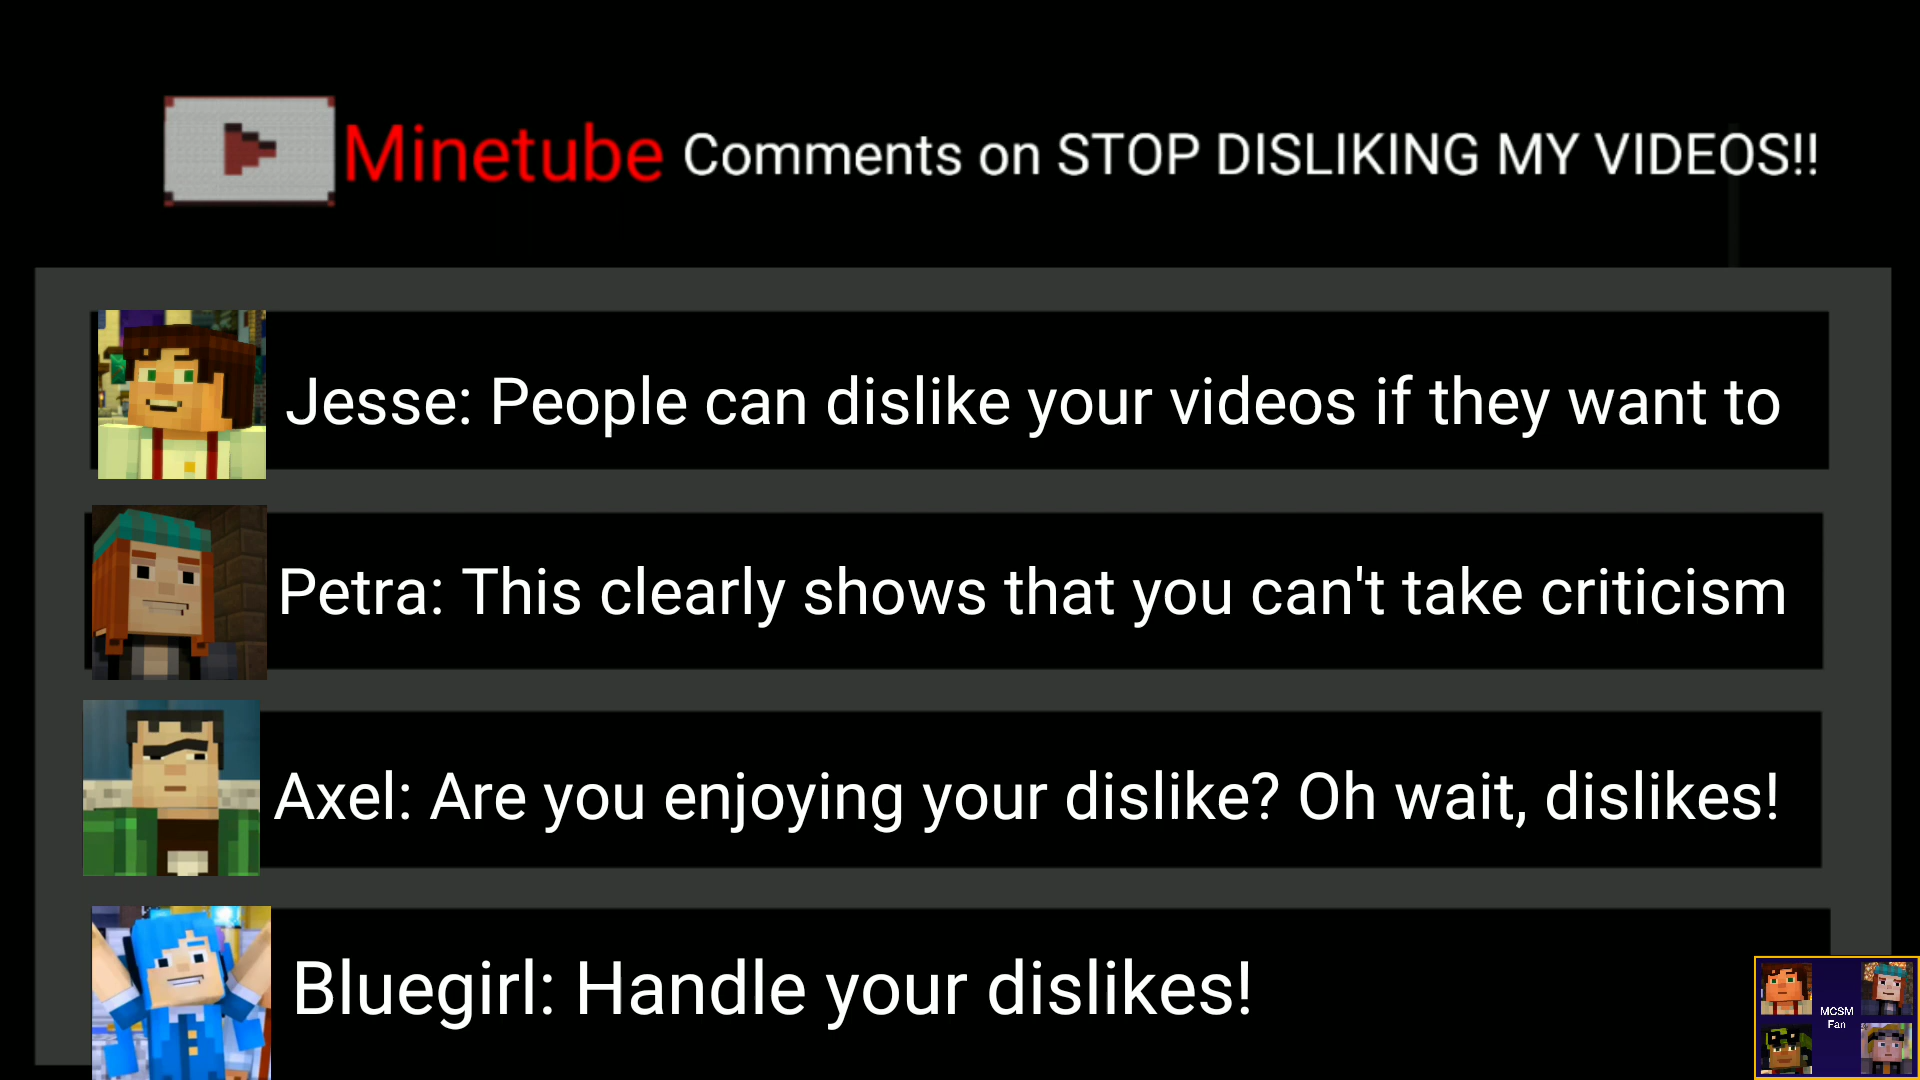 Minetube Comments on STOP DISLIKING MY VIDEOS!!
Jesse: People can dislike your videos if they want to
Petra: This clearly shows that you can't take criticism
Axel: Are you enjoying your dislike? Oh wait, dislikes!
Bluegirl: Handle your dislikes!
MCSM
Fan